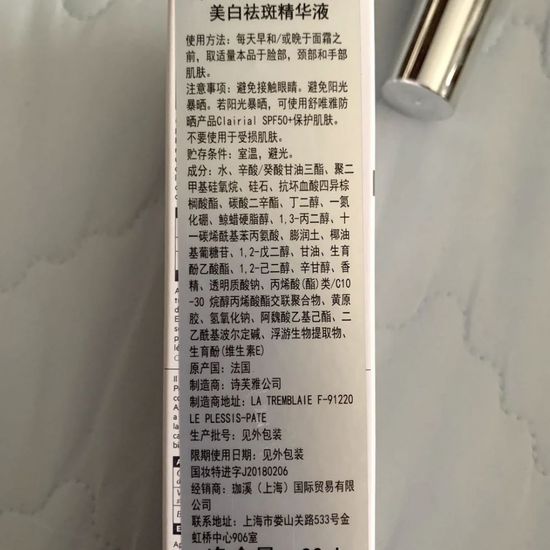 美白祛斑精华液
使用方法：每天早和/或晚于面霜之
前，取适量本品于脸部，颈部和手部
肌肤。
注意事项：避免接触眼睛。避免阳光
暴晒。若阳光暴晒，可使用舒唯雅防
晒产品Clairial SPF50+保护肌肤。
不要使用于受损肌肤。
贮存条件：室温，避光。
成分：水、辛酸/癸酸甘油三酯、聚二
甲基硅氧烷、硅石、抗坏血酸四异棕
榈酸酯、碳酸二辛酯、丁二醇、一氮
化硼、鲸蜡硬脂醇、1,3-丙二醇、十
一碳烯酰基苯丙氨酸、膨润土、椰油
基葡糖苷、1,2-戊二醇、甘油、生育
酚乙酸酯、1,2-己二醇、辛甘醇、香
精、透明质酸钠、丙烯酸(酯)类/C10
-30 烷醇丙烯酸酯交联聚合物、黄原
胶、氢氧化钠、阿魏酸乙基己酯、二
乙酰基波尔定碱、浮游生物提取物、
生育酚(维生素E)
原产国：法国
制造商：诗芙雅公司
制造商地址：LA TREMBLAIE F-91220
LE PLESSIS-PATE
生产批号：见外包装
限期使用日期：见外包装
国妆特进字J20180206
经销商：珈溪（上海）国际贸易有限
公司
联系地址：上海市娄山关路533号金
虹桥中心906室